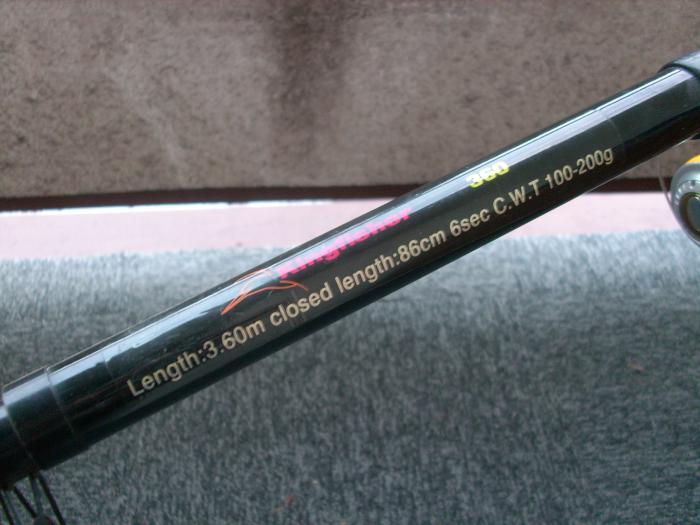 360
Kingfisher
Length:3.60m closed length:86cm 6sec C.W.T 100-200g